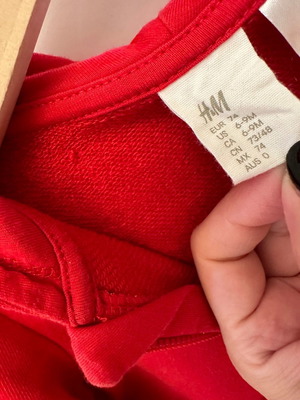 H&M
EUR 74
US 6-9M
CA 6-9M
CN 73/48
MX 74
AUS 0